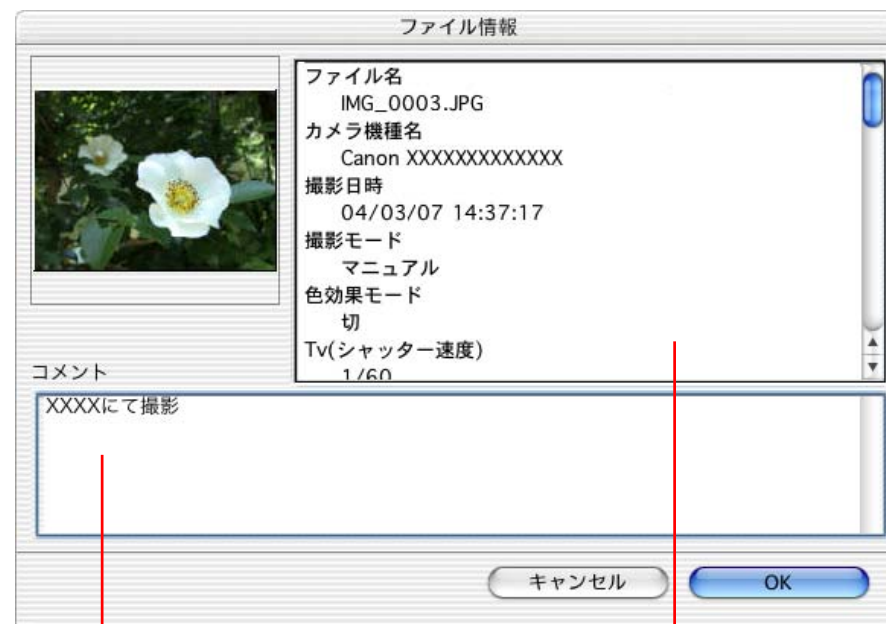 ファイル情報
ファイル名
IMG_0003.JPG
カメラ機種名
Canon XXXXXXXXXXXXX
撮影日時
04/03/07 14:37:17
撮影モード
マニュアル
色効果モード
切
Tv(シャッター速度)
1/60
コメント
XXXXにて撮影
キャンセル
OK